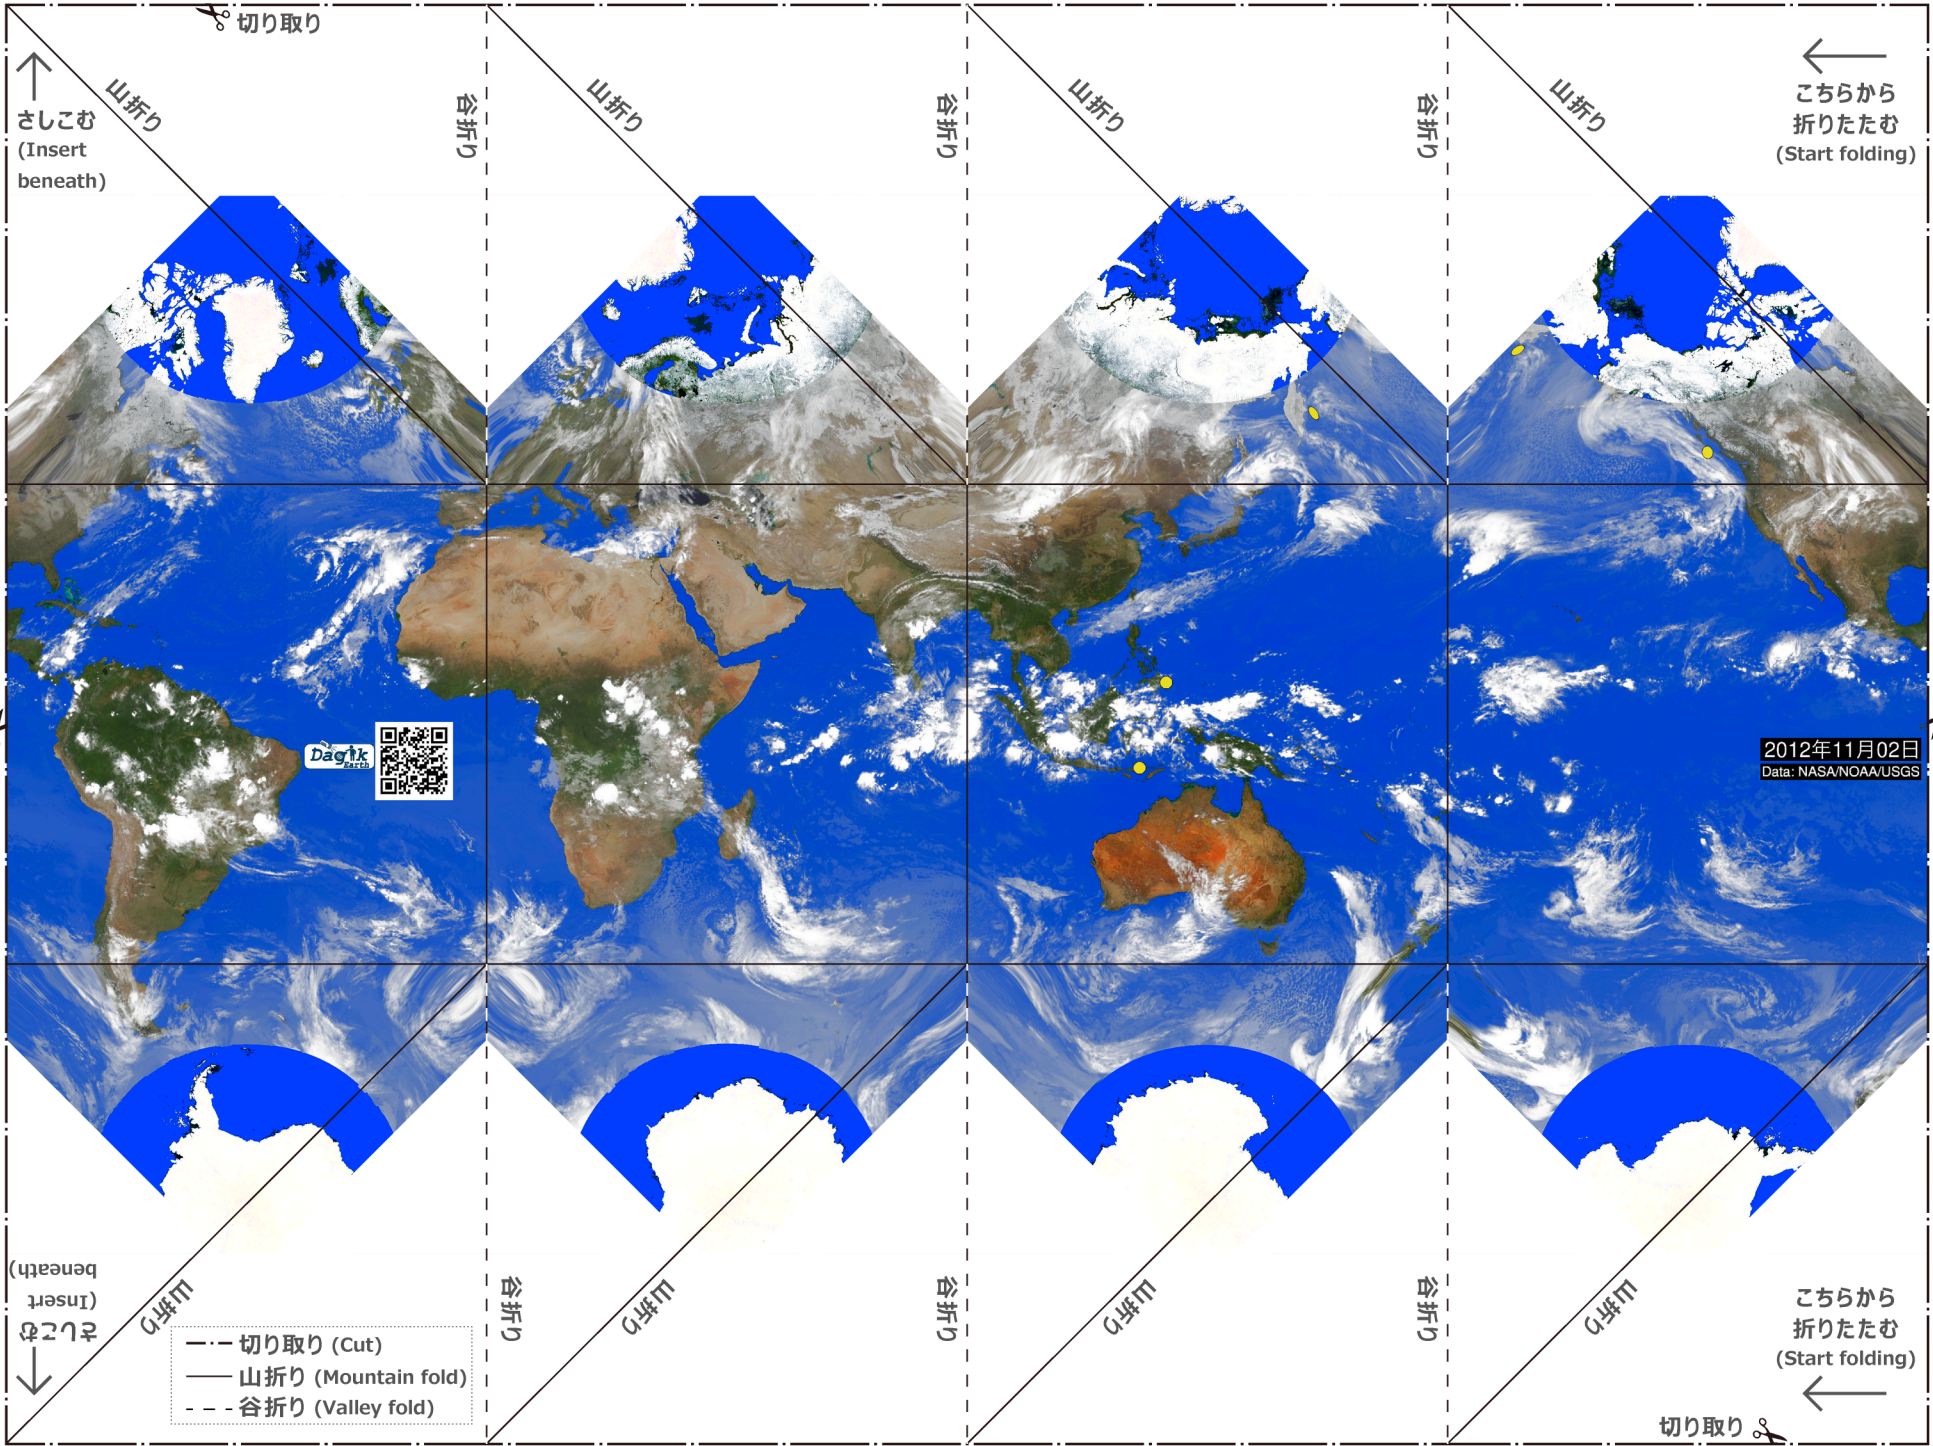 切り取り
さしこむ
(Insert
beneath)
山折り
谷折り
山折り
谷折り
山折り
谷折り
山折り
こちらから
折りたたむ
(Start folding)
Dagik
Earth
2012年11月02日
Data: NASA/NOAA/USGS
さしこむ
(Insert
beneath)
山折り
谷折り
山折り
谷折り
山折り
谷折り
山折り
こちらから
折りたたむ
(Start folding)
切り取り (Cut)
山折り (Mountain fold)
谷折り (Valley fold)
切り取り